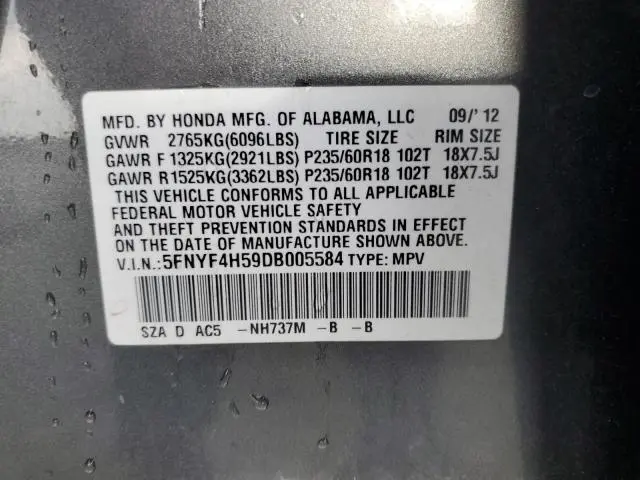 MFD. BY HONDA MFG. OF ALABAMA, LLC 09/'12
GVWR 2765KG(6096LBS) TIRE SIZE RIM SIZE
GAWR F 1325KG(2921LBS) P235/60R18 102T 18X7.5J
GAWR R1525KG(3362LBS) P235/60R18 102T 18X7.5J
THIS VEHICLE CONFORMS TO ALL APPLICABLE
FEDERAL MOTOR VEHICLE SAFETY
AND THEFT PREVENTION STANDARDS IN EFFECT
ON THE DATE OF MANUFACTURE SHOWN ABOVE.
V.I.N.:5FNYF4H59DB005584 TYPE: MPV
SZA D AC5 -NH737M -B -B